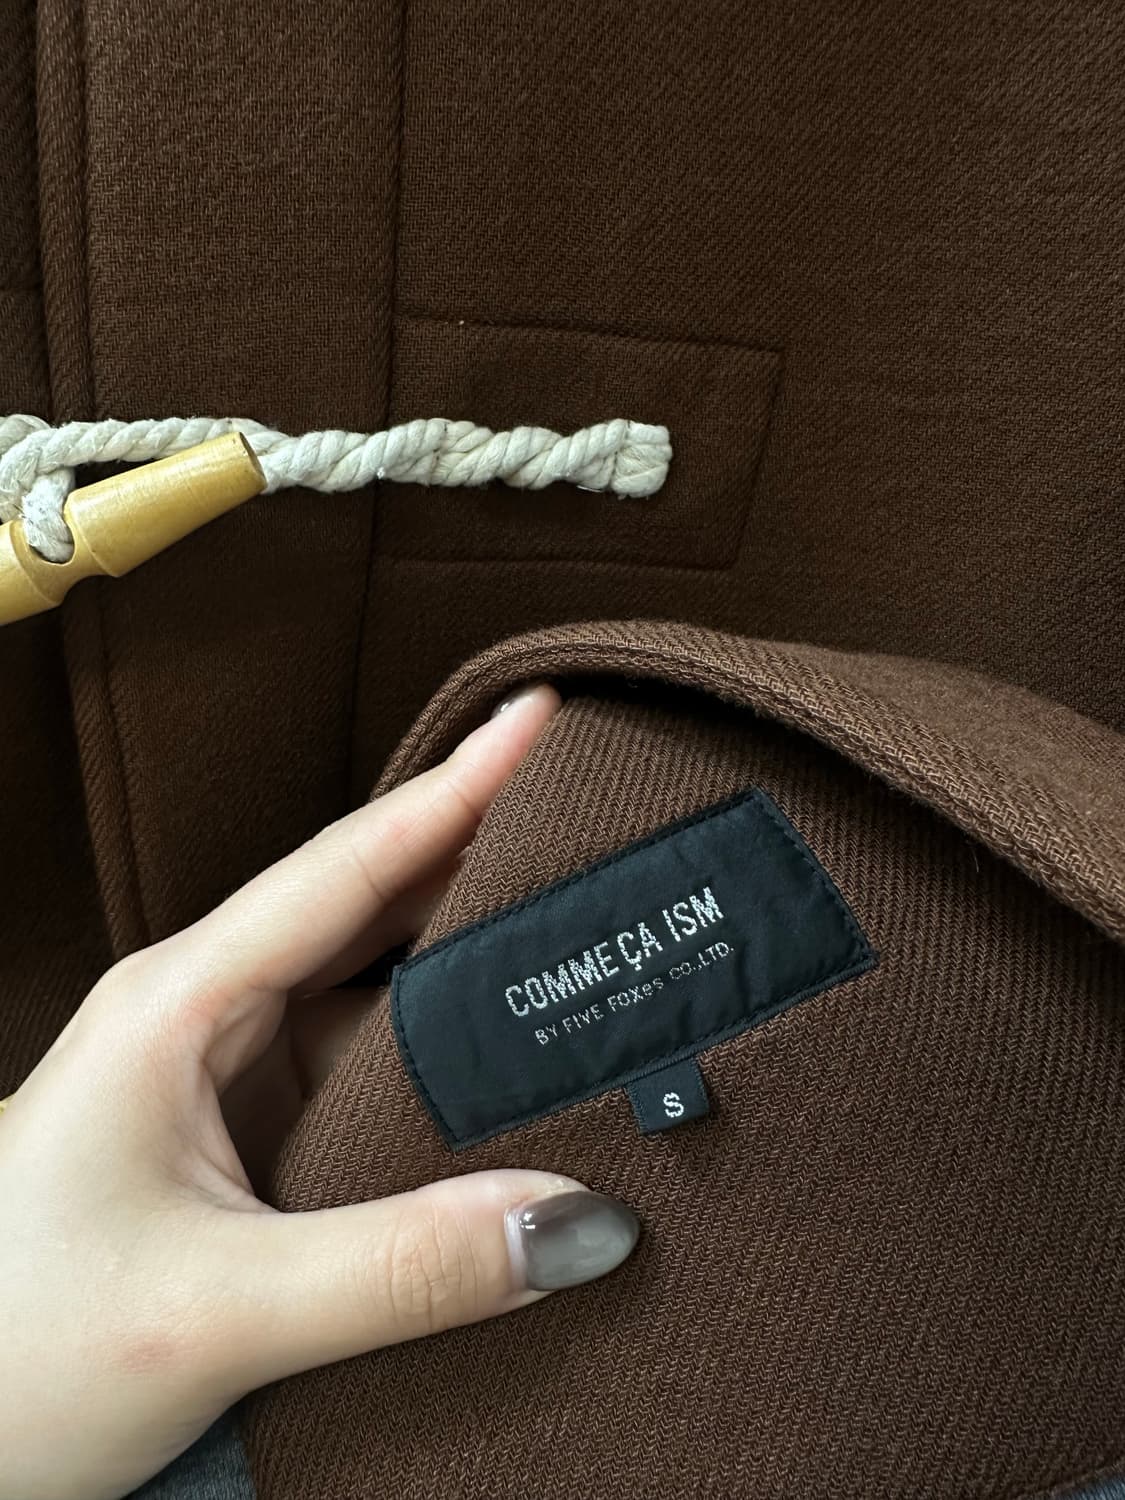 COMME ÇA ISM
BY FIVE FOXes CO.,LTD.
S